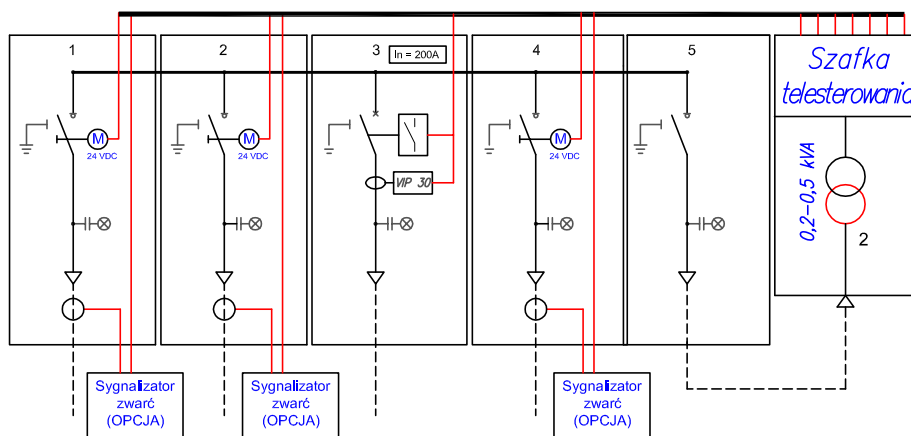 1
2
3
In = 200A
4
5
Szafka
telesterowania
M
24 VDC
M
24 VDC
VIP 30
M
24 VDC
0,2-0,5 kVA
2
Sygnalizator
zwarć
(OPCJA)
Sygnalizator
zwarć
(OPCJA)
Sygnalizator
zwarć
(OPCJA)